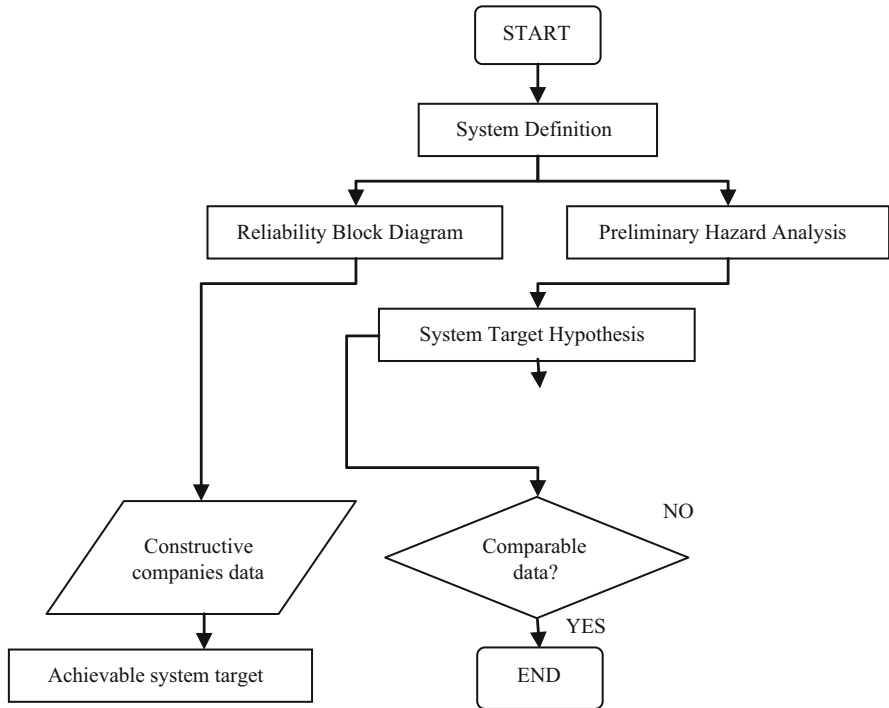 START
System Definition
Reliability Block Diagram
Preliminary Hazard Analysis
System Target Hypothesis
NO
Constructive
companies data
Comparable
data?
YES
Achievable system target
END